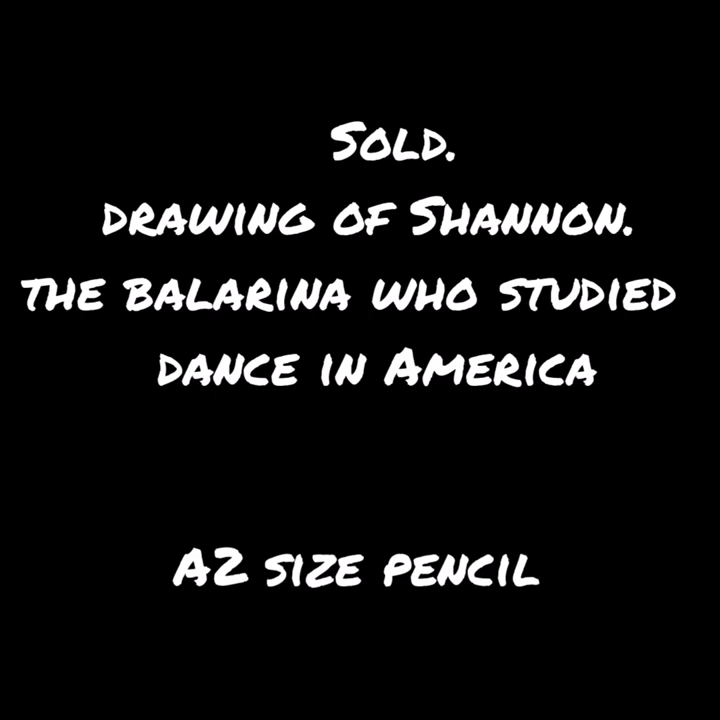 Sold.
drawing of Shannon.
the balarina who studied
dance in America
A2 size pencil